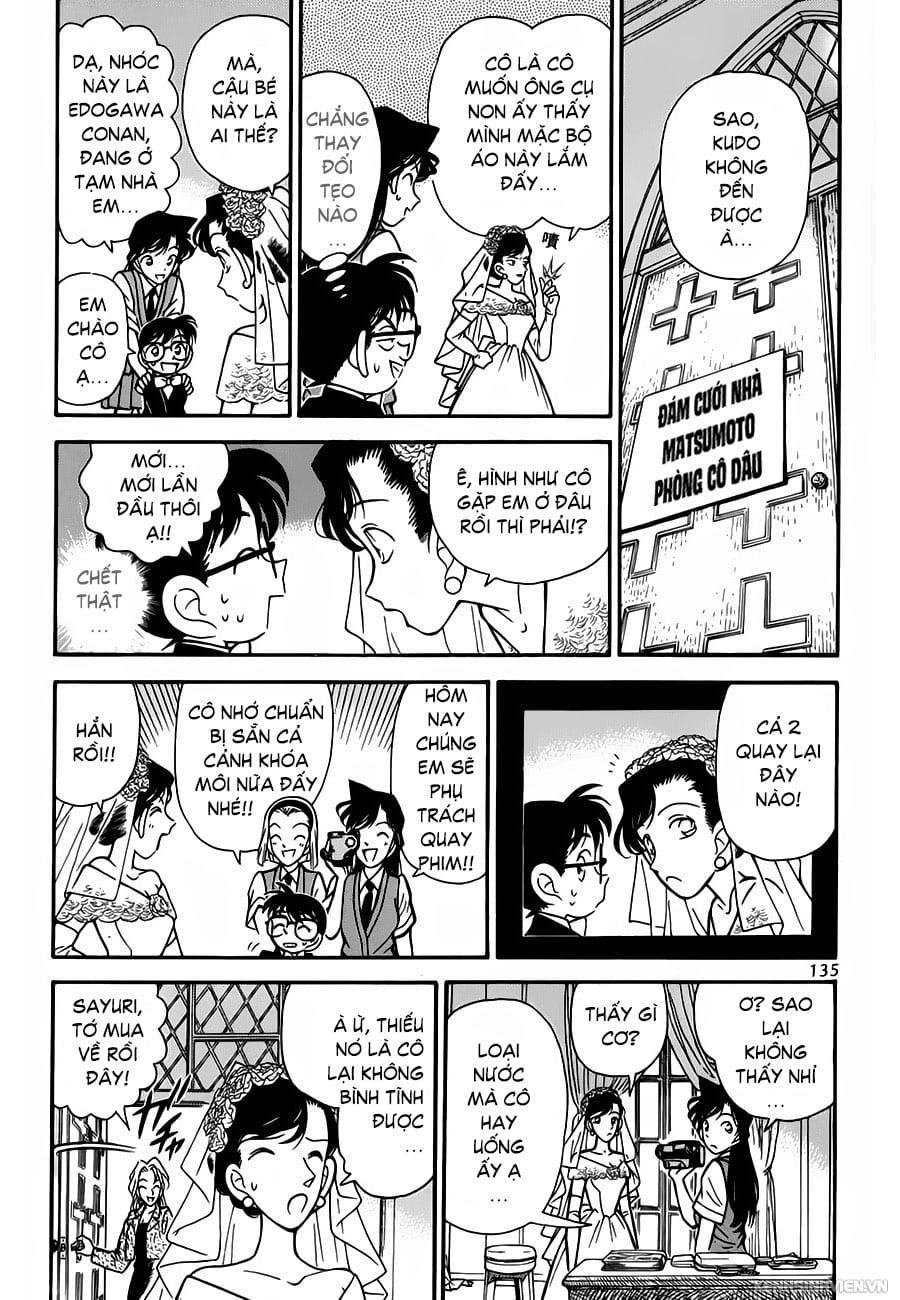 SAO,
KUDO
KHÔNG
ĐẾN
ĐƯỢC
À...
ĐÁM CƯỚI NHÀ
MATSUMOTO
PHÒNG CÔ DÂU
CÔ LÀ CÔ
MUỐN ÔNG CỤ
NON ẤY THẤY
MÌNH MẶC BỘ
ÁO NÀY LẮM
ĐẤY...
CHẲNG
THAY
ĐỔI
TẸO
NÀO
...
MÀ,
CẬU BÉ
NÀY LÀ
AI THẾ?
DẠ, NHÓC
NÀY LÀ
EDOGAWA
CONAN,
ĐANG Ở
TẠM NHÀ
EM...
EM
CHÀO
CÔ
Ạ...
Ê, HÌNH NHƯ CÔ
GẶP EM Ở ĐÂU
RỒI THÌ PHẢI!?
MỚI...
MỚI LẦN
ĐẦU THÔI
Ạ!!
CHẾT
THẬT
...
CẢ 2
QUAY LẠI
ĐÂY
NÀO!
HÔM
NAY
CHÚNG
EM SẼ
PHỤ
TRÁCH
QUAY
PHIM!!
CÔ NHỚ CHUẨN
BỊ SẴN CẢ
CẢNH KHÓA
MÔI NỮA ĐẤY
NHÉ!!
HẲN
RỒI!!
135
Ơ? SAO
LẠI
KHÔNG
THẤY NHỈ
...
THẤY GÌ
CƠ?
LOẠI
NƯỚC
MÀ CÔ
HAY
UỐNG
ẤY Ạ
...
À Ừ, THIẾU
NÓ LÀ CÔ
LẠI KHÔNG
BÌNH TĨNH
ĐƯỢC
SAYURI,
TỚ MUA
VỀ RỒI
ĐÂY!